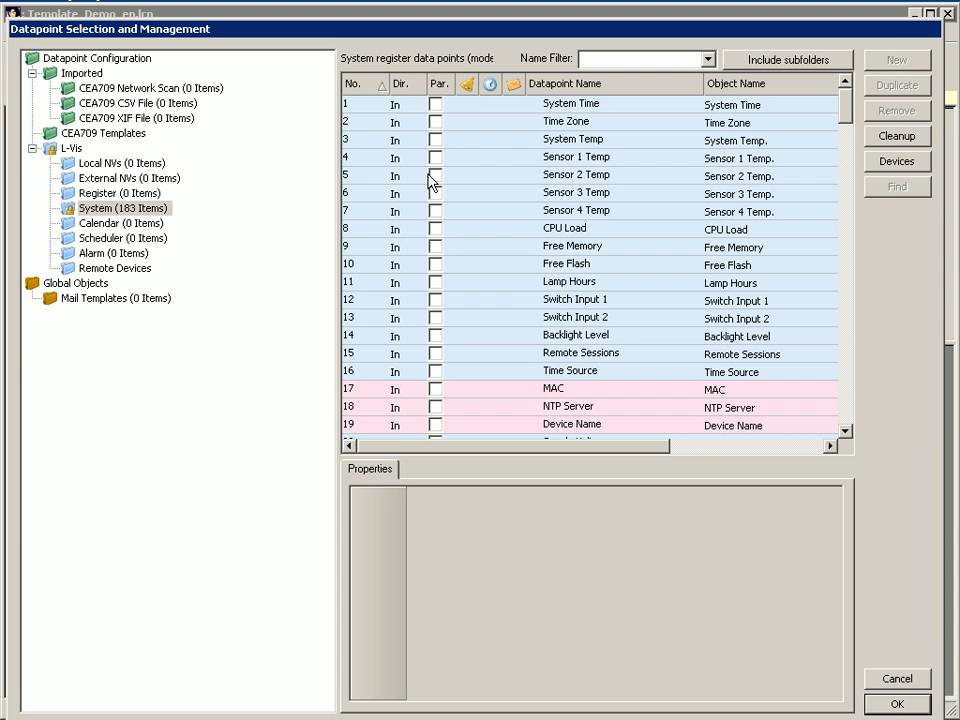 Template_Demo_en.lcn
Datapoint Selection and Management
Datapoint Configuration
Imported
CEA709 Network Scan (0 Items)
CEA709 CSV File (0 Items)
CEA709 XIF File (0 Items)
CEA709 Templates
L-Vis
Local NVs (0 Items)
External NVs (0 Items)
Register (0 Items)
System (183 Items)
Calendar (0 Items)
Scheduler (0 Items)
Alarm (0 Items)
Remote Devices
Global Objects
Mail Templates (0 Items)
System register data points (mode
Name Filter:
Include subfolders
No. Dir. Par. Datapoint Name Object Name
1 In System Time System Time
2 In Time Zone Time Zone
3 In System Temp System Temp.
4 In Sensor 1 Temp Sensor 1 Temp.
5 In Sensor 2 Temp Sensor 2 Temp.
6 In Sensor 3 Temp Sensor 3 Temp.
7 In Sensor 4 Temp Sensor 4 Temp.
8 In CPU Load CPU Load
9 In Free Memory Free Memory
10 In Free Flash Free Flash
11 In Lamp Hours Lamp Hours
12 In Switch Input 1 Switch Input 1
13 In Switch Input 2 Switch Input 2
14 In Backlight Level Backlight Level
15 In Remote Sessions Remote Sessions
16 In Time Source Time Source
17 In MAC MAC
18 In NTP Server NTP Server
19 In Device Name Device Name
Properties
New
Duplicate
Remove
Cleanup
Devices
Find
Cancel
OK